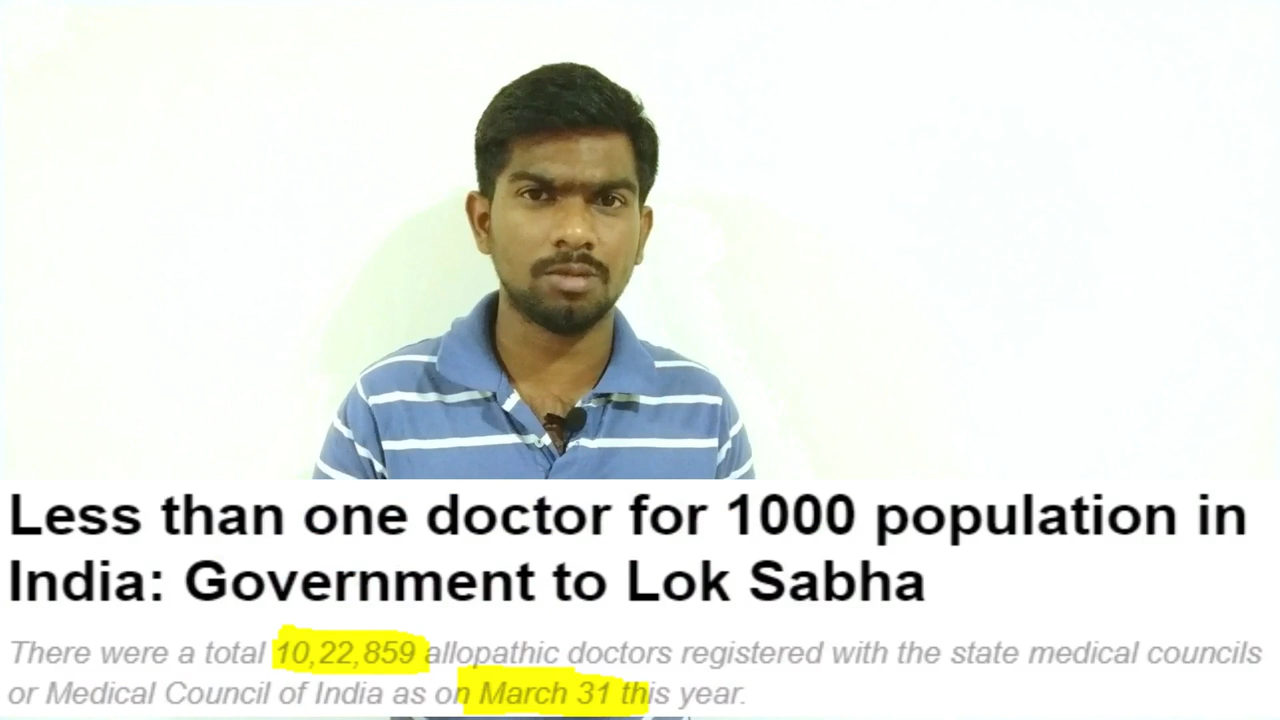 Less than one doctor for 1000 population in
India: Government to Lok Sabha
There were a total 10,22,859 allopathic doctors registered with the state medical councils
or Medical Council of India as on March 31 this year.